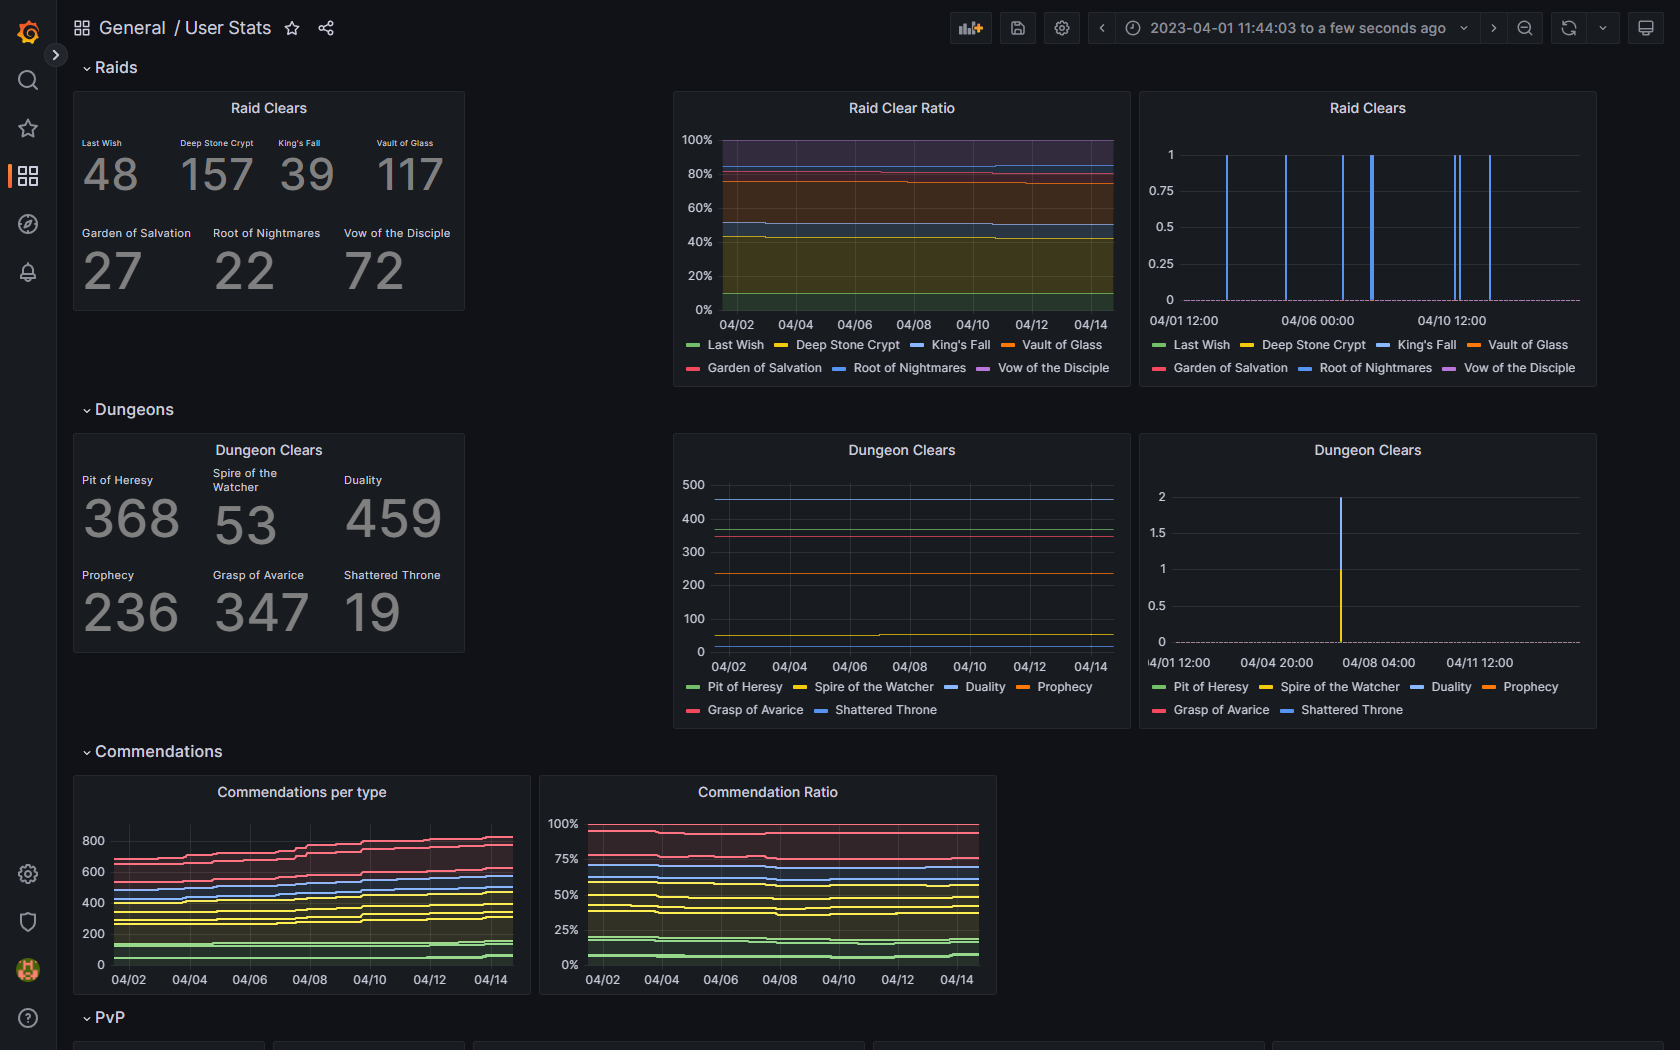 General / User Stats
2023-04-01 11:44:03 to a few seconds ago
Raids
Raid Clears
Last Wish Deep Stone Crypt King's Fall Vault of Glass
48 157 39 117
Garden of Salvation Root of Nightmares Vow of the Disciple
27 22 72
Raid Clear Ratio
100%
80%
60%
40%
20%
0%
04/02 04/04 04/06 04/08 04/10 04/12 04/14
Last Wish Deep Stone Crypt King's Fall Vault of Glass
Garden of Salvation Root of Nightmares Vow of the Disciple
Raid Clears
1
0.75
0.5
0.25
0
04/01 12:00 04/06 00:00 04/10 12:00
Last Wish Deep Stone Crypt King's Fall Vault of Glass
Garden of Salvation Root of Nightmares Vow of the Disciple
Dungeons
Dungeon Clears
Pit of Heresy Spire of the Watcher Duality
368 53 459
Prophecy Grasp of Avarice Shattered Throne
236 347 19
Dungeon Clears
500
400
300
200
100
0
04/02 04/04 04/06 04/08 04/10 04/12 04/14
Pit of Heresy Spire of the Watcher Duality Prophecy
Grasp of Avarice Shattered Throne
Dungeon Clears
2
1.5
1
0.5
0
4/01 12:00 04/04 20:00 04/08 04:00 04/11 12:00
Pit of Heresy Spire of the Watcher Duality Prophecy
Grasp of Avarice Shattered Throne
Commendations
Commendations per type
800
600
400
200
0
04/02 04/04 04/06 04/08 04/10 04/12 04/14
Commendation Ratio
100%
75%
50%
25%
0%
04/02 04/04 04/06 04/08 04/10 04/12 04/14
PvP